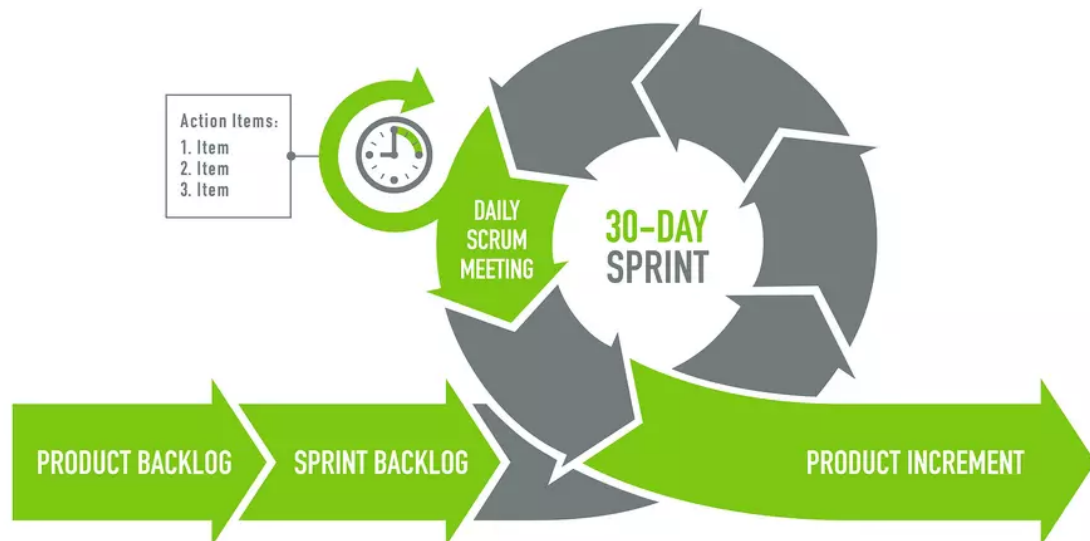 Action Items:
1. Item
2. Item
3. Item
DAILY
SCRUM
MEETING
30-DAY
SPRINT
PRODUCT BACKLOG
SPRINT BACKLOG
PRODUCT INCREMENT